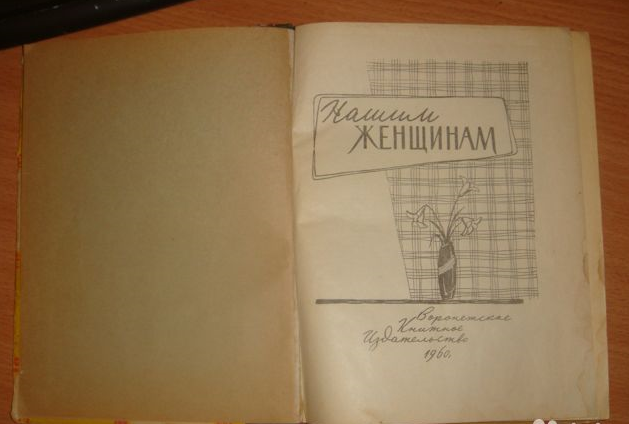 Нашим
ЖЕНЩИНАМ
Воронежское
Книжное
Издательство
1960.